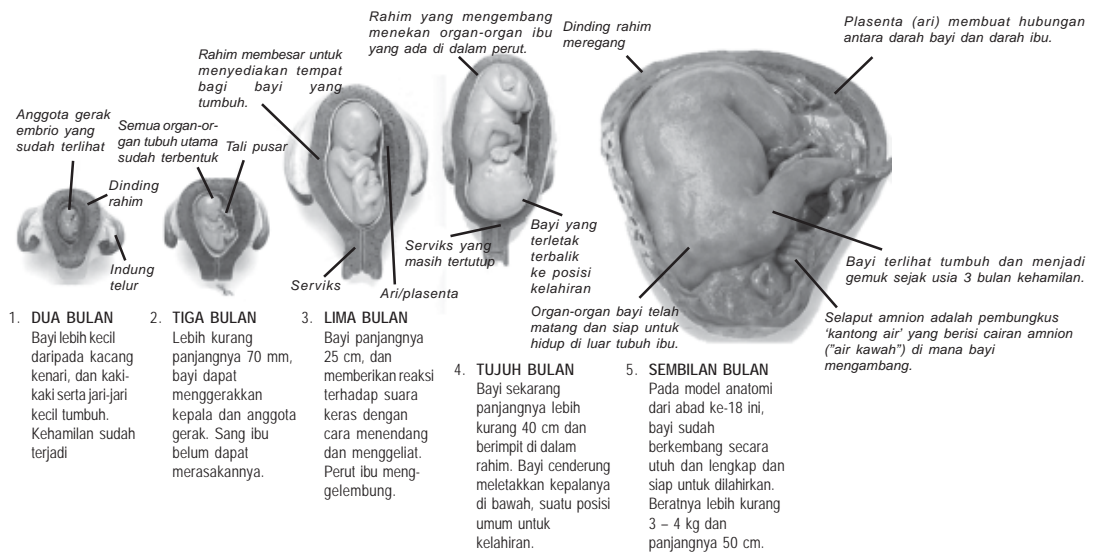 Anggota gerak
embrio yang
sudah terlihat
Dinding
rahim
Indung
telur
1. DUA BULAN
Bayi lebih kecil
daripada kacang
kenari, dan kaki-
kaki serta jari-jari
kecil tumbuh.
Kehamilan sudah
terjadi
Semua organ-or-
gan tubuh utama
sudah terbentuk
Tali pusar
2. TIGA BULAN
Lebih kurang
panjangnya 70 mm,
bayi dapat
menggerakkan
kepala dan anggota
gerak. Sang ibu
belum dapat
merasakannya.
Rahim membesar untuk
menyediakan tempat
bagi bayi yang
tumbuh.
Serviks
Ari/plasenta
3. LIMA BULAN
Bayi panjangnya
25 cm, dan
memberikan reaksi
terhadap suara
keras dengan
cara menendang
dan menggeliat.
Perut ibu meng-
gelembung.
Rahim yang mengembang
menekan organ-organ ibu
yang ada di dalam perut.
Serviks yang
masih tertutup
Bayi yang
terletak
terbalik
ke posisi
kelahiran
4. TUJUH BULAN
Bayi sekarang
panjangnya lebih
kurang 40 cm dan
berimpit di dalam
rahim. Bayi cenderung
meletakkan kepalanya
di bawah, suatu posisi
umum untuk
kelahiran.
Dinding rahim
meregang
Plasenta (ari) membuat hubungan
antara darah bayi dan darah ibu.
Bayi terlihat tumbuh dan menjadi
gemuk sejak usia 3 bulan kehamilan.
Organ-organ bayi telah
matang dan siap untuk
hidup di luar tubuh ibu.
Selaput amnion adalah pembungkus
'kantong air' yang berisi cairan amnion
("air kawah") di mana bayi
mengambang.
5. SEMBILAN BULAN
Pada model anatomi
dari abad ke-18 ini,
bayi sudah
berkembang secara
utuh dan lengkap dan
siap untuk dilahirkan.
Beratnya lebih kurang
3 – 4 kg dan
panjangnya 50 cm.